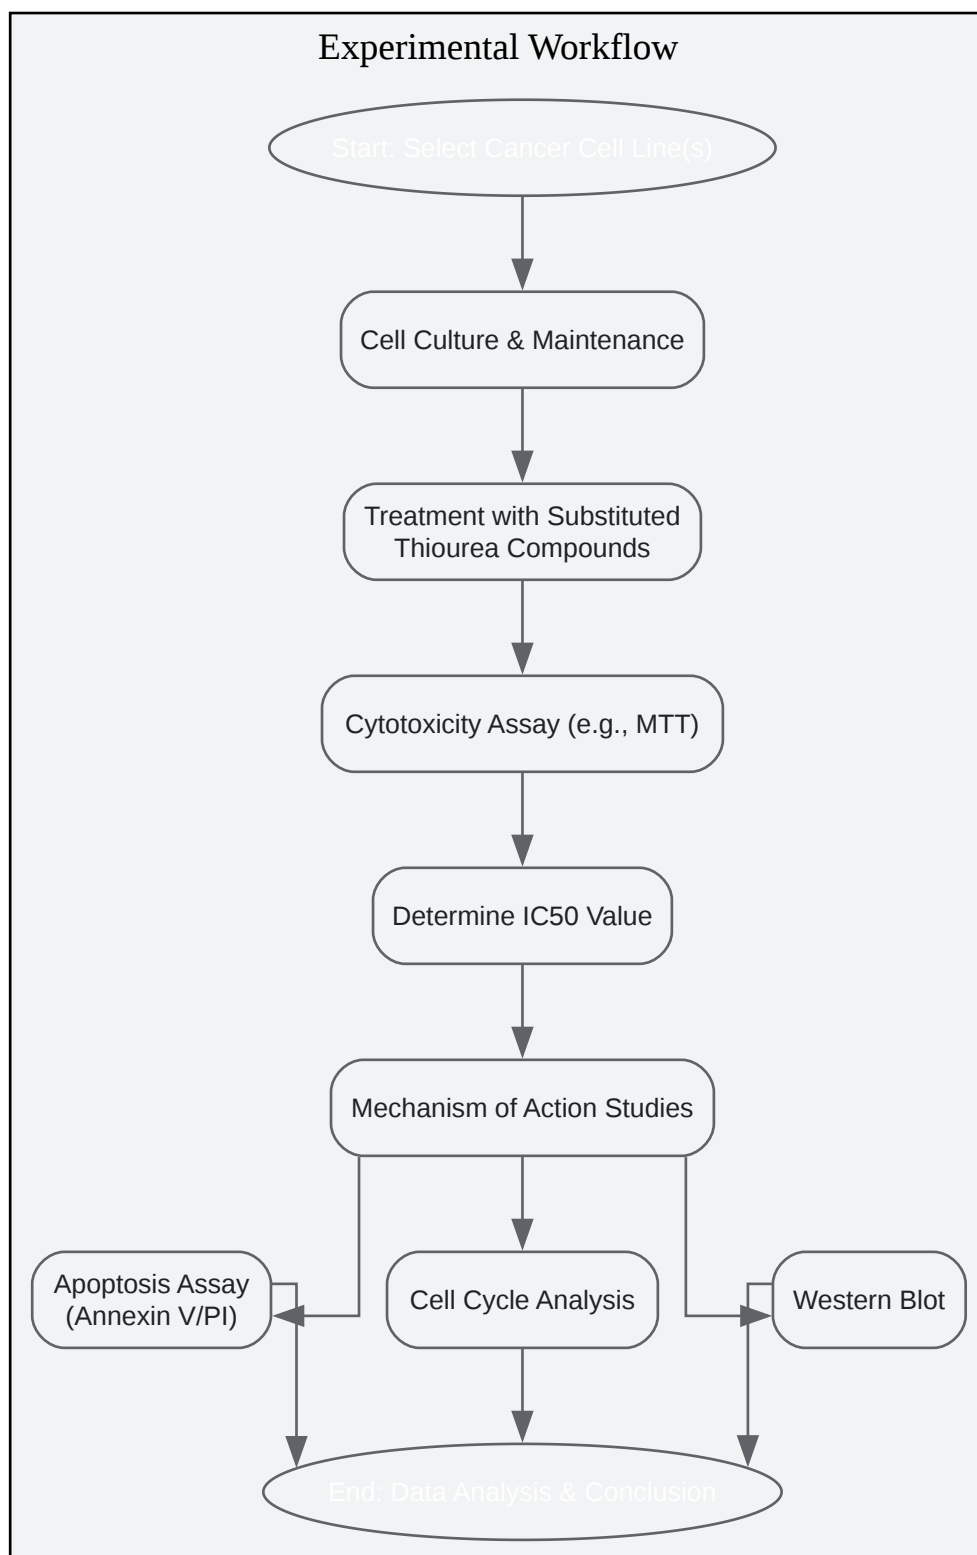 Experimental Workflow
Start: Select Cancer Cell Line(s)
Cell Culture & Maintenance
Treatment with Substituted
Thiourea Compounds
Cytotoxicity Assay (e.g., MTT)
Determine IC50 Value
Mechanism of Action Studies
Apoptosis Assay
(Annexin V/PI)
Cell Cycle Analysis
Western Blot
End: Data Analysis & Conclusion